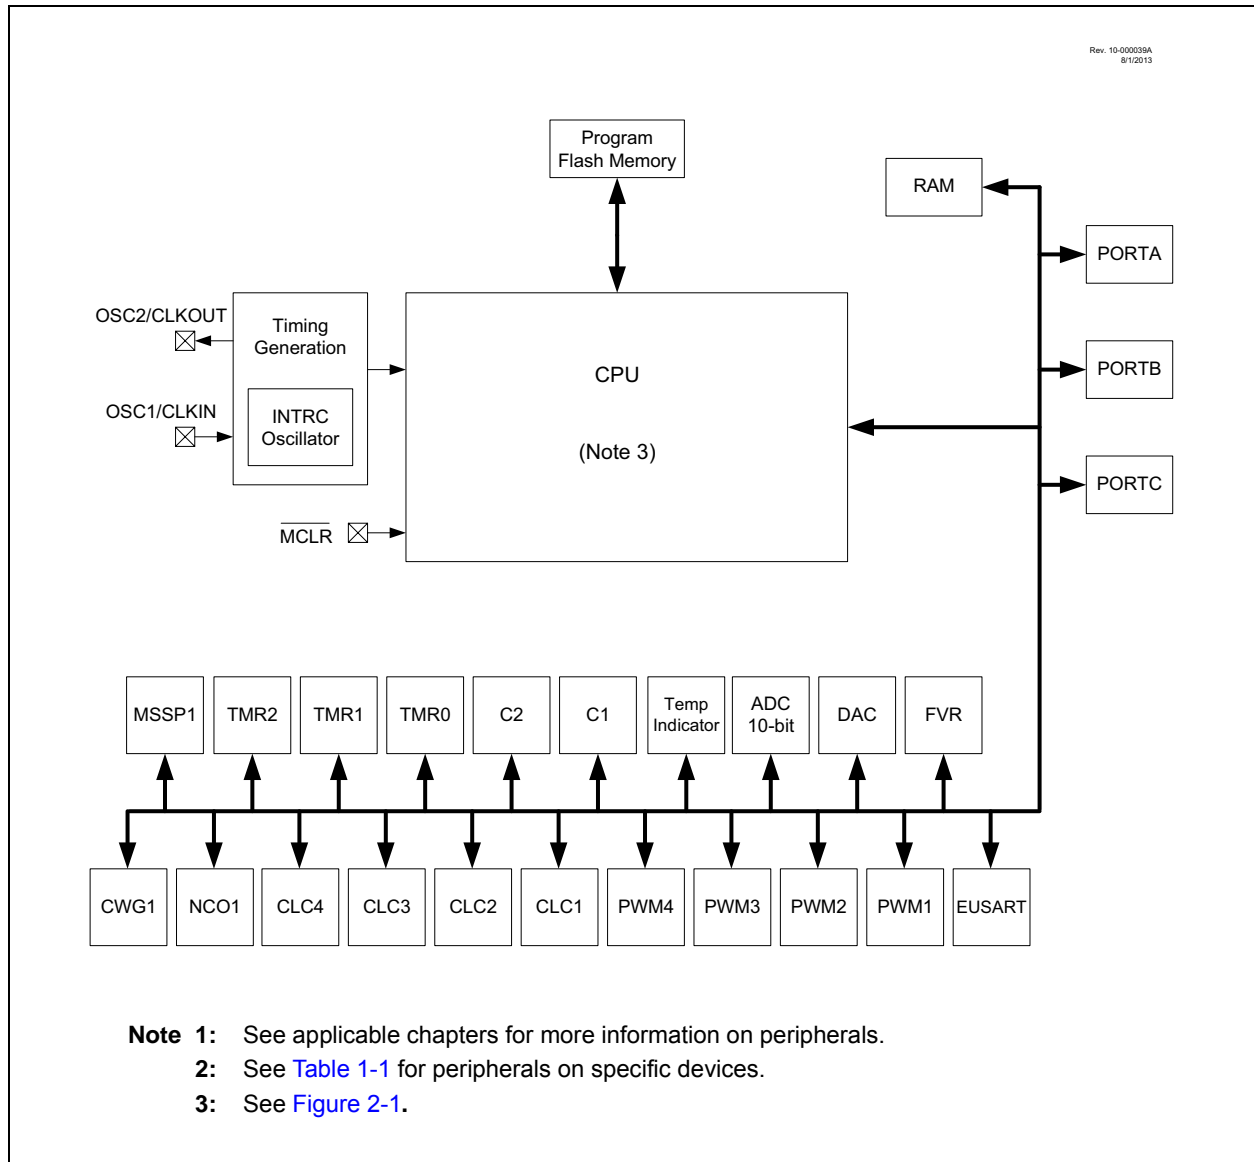 Rev. 10-000039A
8/1/2013
Program
Flash Memory
RAM
PORTA
OSC2/CLKOUT
Timing
Generation
PORTB
CPU
OSC1/CLKIN
INTRC
Oscillator
(Note 3)
PORTC
MCLR
MSSP1
TMR2
TMR1
TMR0
C2
C1
Temp
Indicator
ADC
10-bit
DAC
FVR
CWG1
NCO1
CLC4
CLC3
CLC2
CLC1
PWM4
PWM3
PWM2
PWM1
EUSART
Note 1: See applicable chapters for more information on peripherals.
2: See Table 1-1 for peripherals on specific devices.
3: See Figure 2-1.